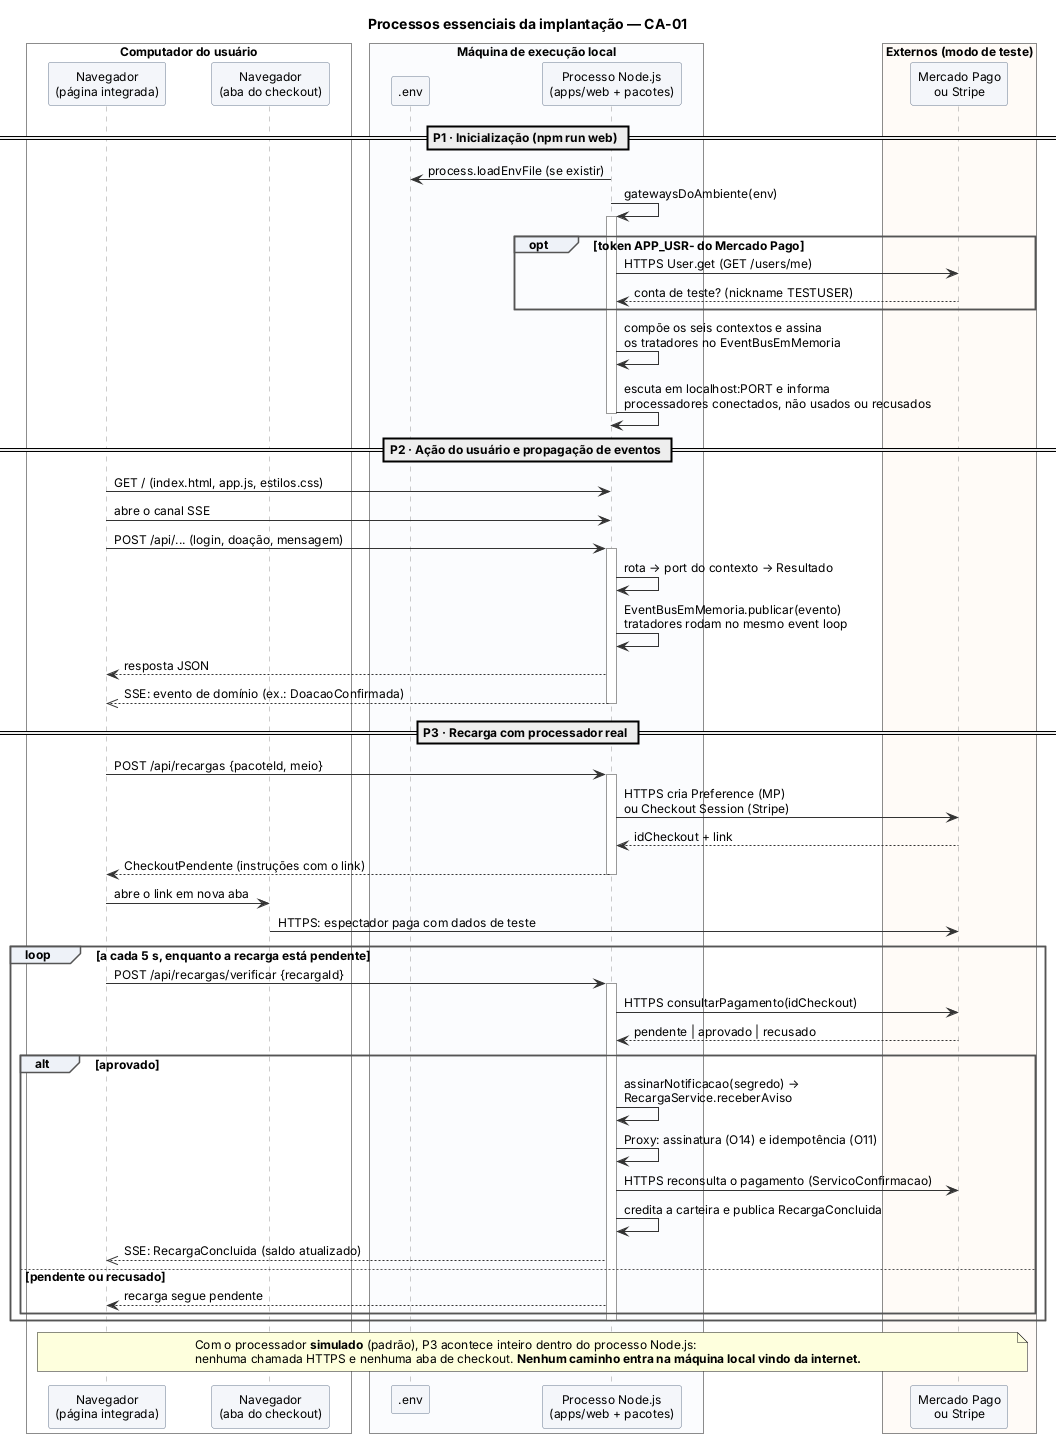 Processos essenciais da implantação — CA-01
Computador do usuário
Máquina de execução local
Externos (modo de teste)
Navegador
(página integrada)
Navegador
(aba do checkout)
.env
Processo Node.js
(apps/web + pacotes)
Mercado Pago
ou Stripe
P1 · Inicialização (npm run web)
process.loadEnvFile (se existir)
gatewaysDoAmbiente(env)
opt
[token APP_USR- do Mercado Pago]
HTTPS User.get (GET /users/me)
conta de teste? (nickname TESTUSER)
compõe os seis contextos e assina
os tratadores no EventBusEmMemoria
escuta em localhost:PORT e informa
processadores conectados, não usados ou recusados
P2 · Ação do usuário e propagação de eventos
GET / (index.html, app.js, estilos.css)
abre o canal SSE
POST /api/... (login, doação, mensagem)
rota → port do contexto → Resultado
EventBusEmMemoria.publicar(evento)
tratadores rodam no mesmo event loop
resposta JSON
SSE: evento de domínio (ex.: DoacaoConfirmada)
P3 · Recarga com processador real
POST /api/recargas {pacoteId, meio}
HTTPS cria Preference (MP)
ou Checkout Session (Stripe)
idCheckout + link
CheckoutPendente (instruções com o link)
abre o link em nova aba
HTTPS: espectador paga com dados de teste
loop
[a cada 5 s, enquanto a recarga está pendente]
POST /api/recargas/verificar {recargaId}
HTTPS consultarPagamento(idCheckout)
pendente | aprovado | recusado
alt
[aprovado]
assinarNotificacao(segredo) →
RecargaService.receberAviso
Proxy: assinatura (O14) e idempotência (O11)
HTTPS reconsulta o pagamento (ServicoConfirmacao)
credita a carteira e publica RecargaConcluida
SSE: RecargaConcluida (saldo atualizado)
[pendente ou recusado]
recarga segue pendente
Com o processador simulado (padrão), P3 acontece inteiro dentro do processo Node.js:
nenhuma chamada HTTPS e nenhuma aba de checkout. Nenhum caminho entra na máquina local vindo da internet.
Navegador
(página integrada)
Navegador
(aba do checkout)
.env
Processo Node.js
(apps/web + pacotes)
Mercado Pago
ou Stripe